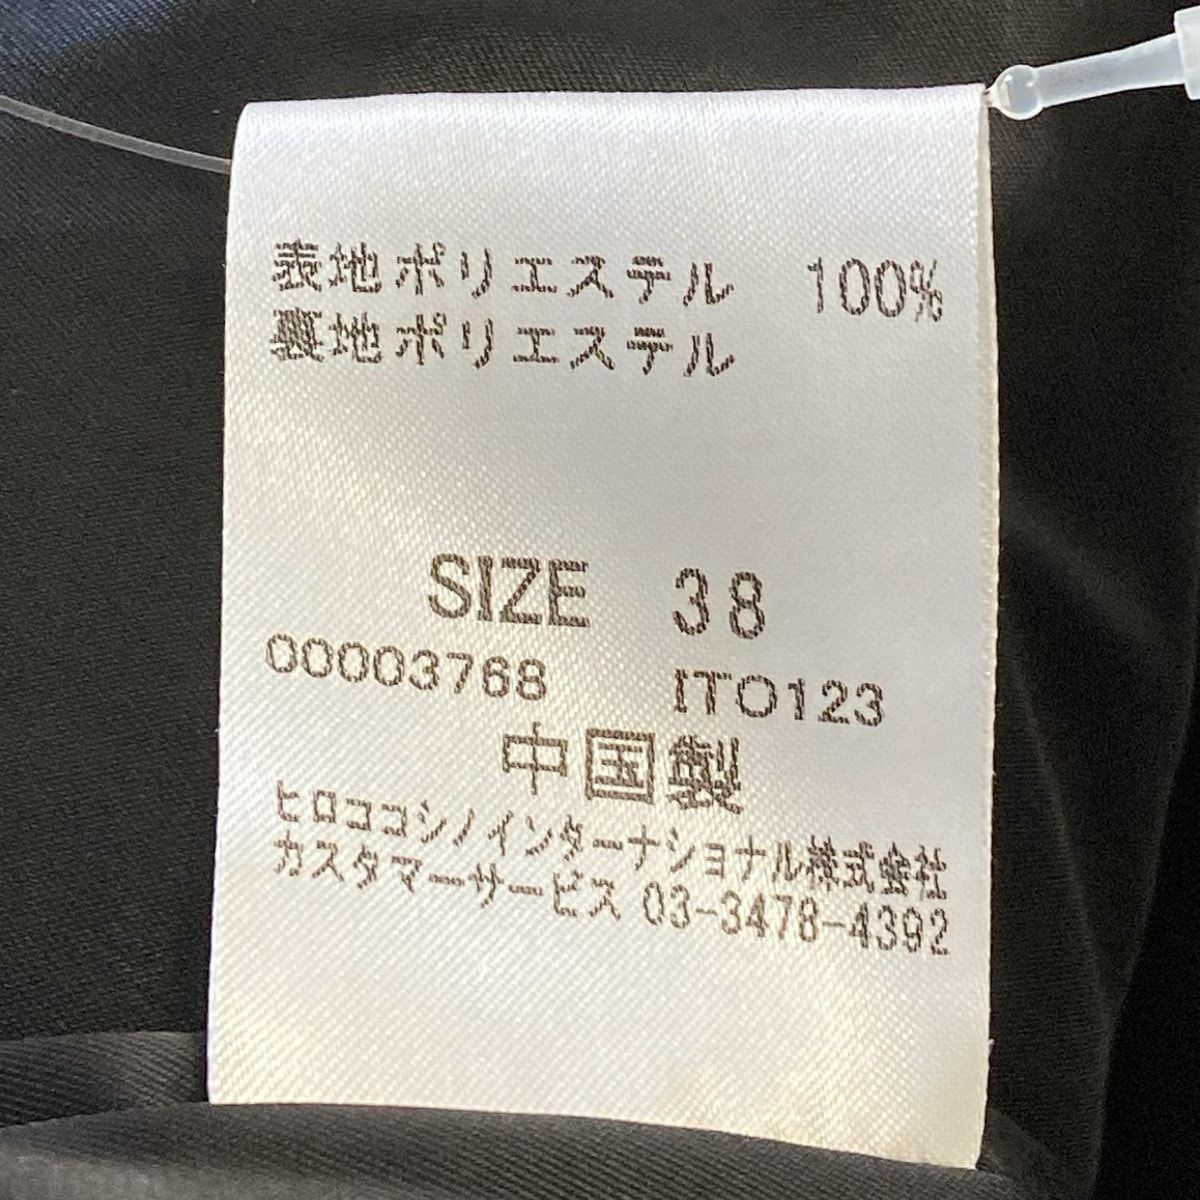 表地ポリエステル 100%
裏地ポリエステル
SIZE 38
00003768 ITO123
中国製
ヒロココシノインターナショナル株式会社
カスタマーサービス 03-3478-4392